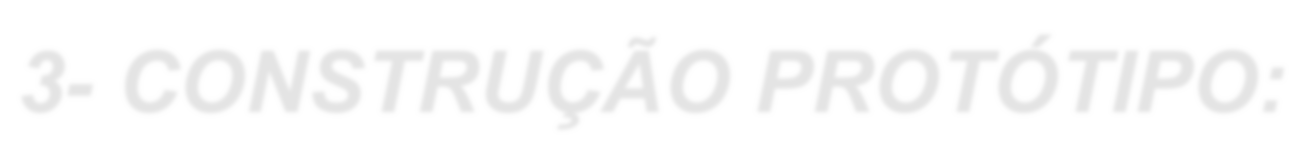 3- CONSTRUÇÃO PROTÓTIPO: